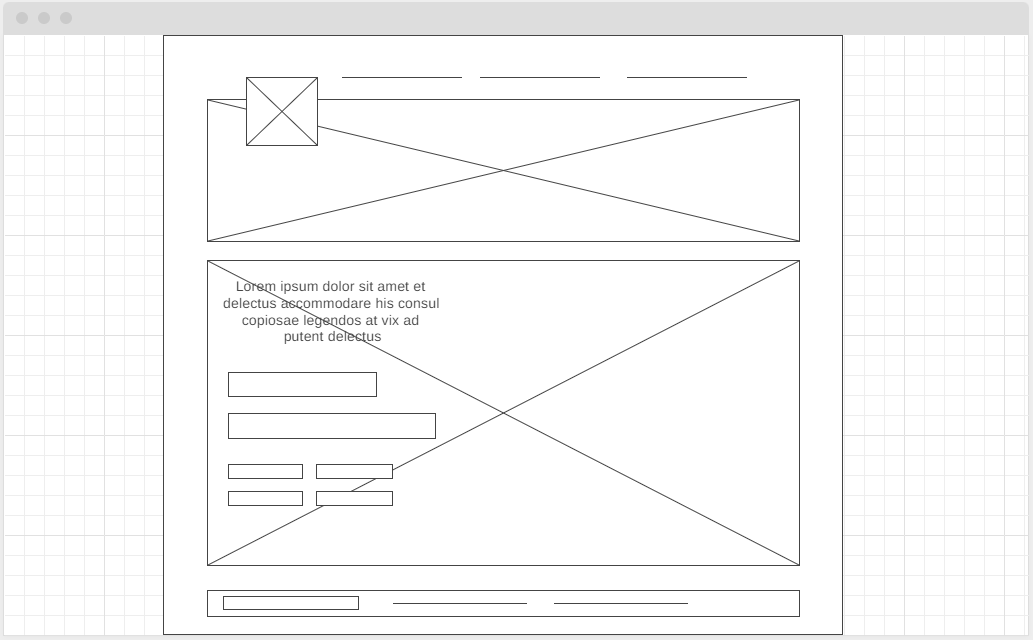 Lorem ipsum dolor sit amet et
delectus accommodare his consul
copiosae legendos at vix ad
putent delectus